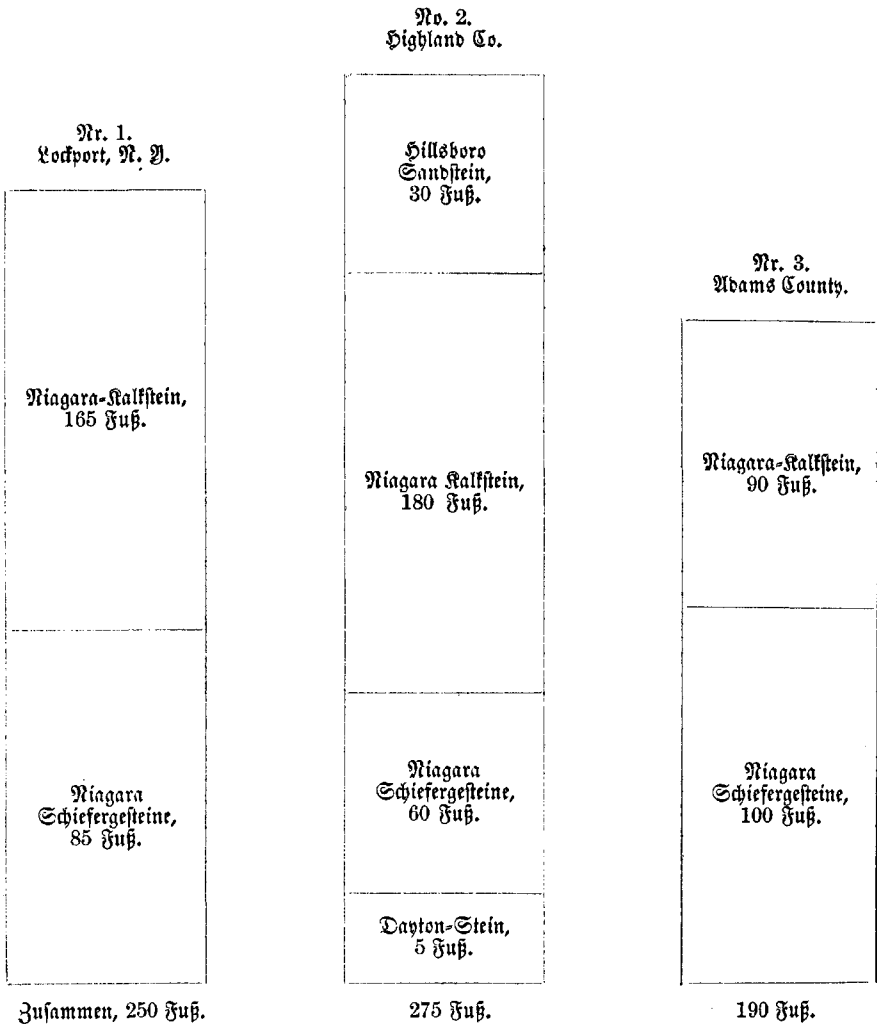 Nr. 1.
Lockport, N. Y.
Niagara-Kalkstein,
165 Fuß.
Niagara
Schiefergesteine,
85 Fuß.
Zusammen, 250 Fuß.
No. 2.
Highland Co.
Hillsboro
Sandstein,
30 Fuß.
Niagara Kalkstein,
180 Fuß.
Niagara
Schiefergesteine,
60 Fuß.
Dayton-Stein,
5 Fuß.
275 Fuß.
Nr. 3.
Adams County.
Niagara-Kalkstein,
90 Fuß.
Niagara
Schiefergesteine,
100 Fuß.
190 Fuß.